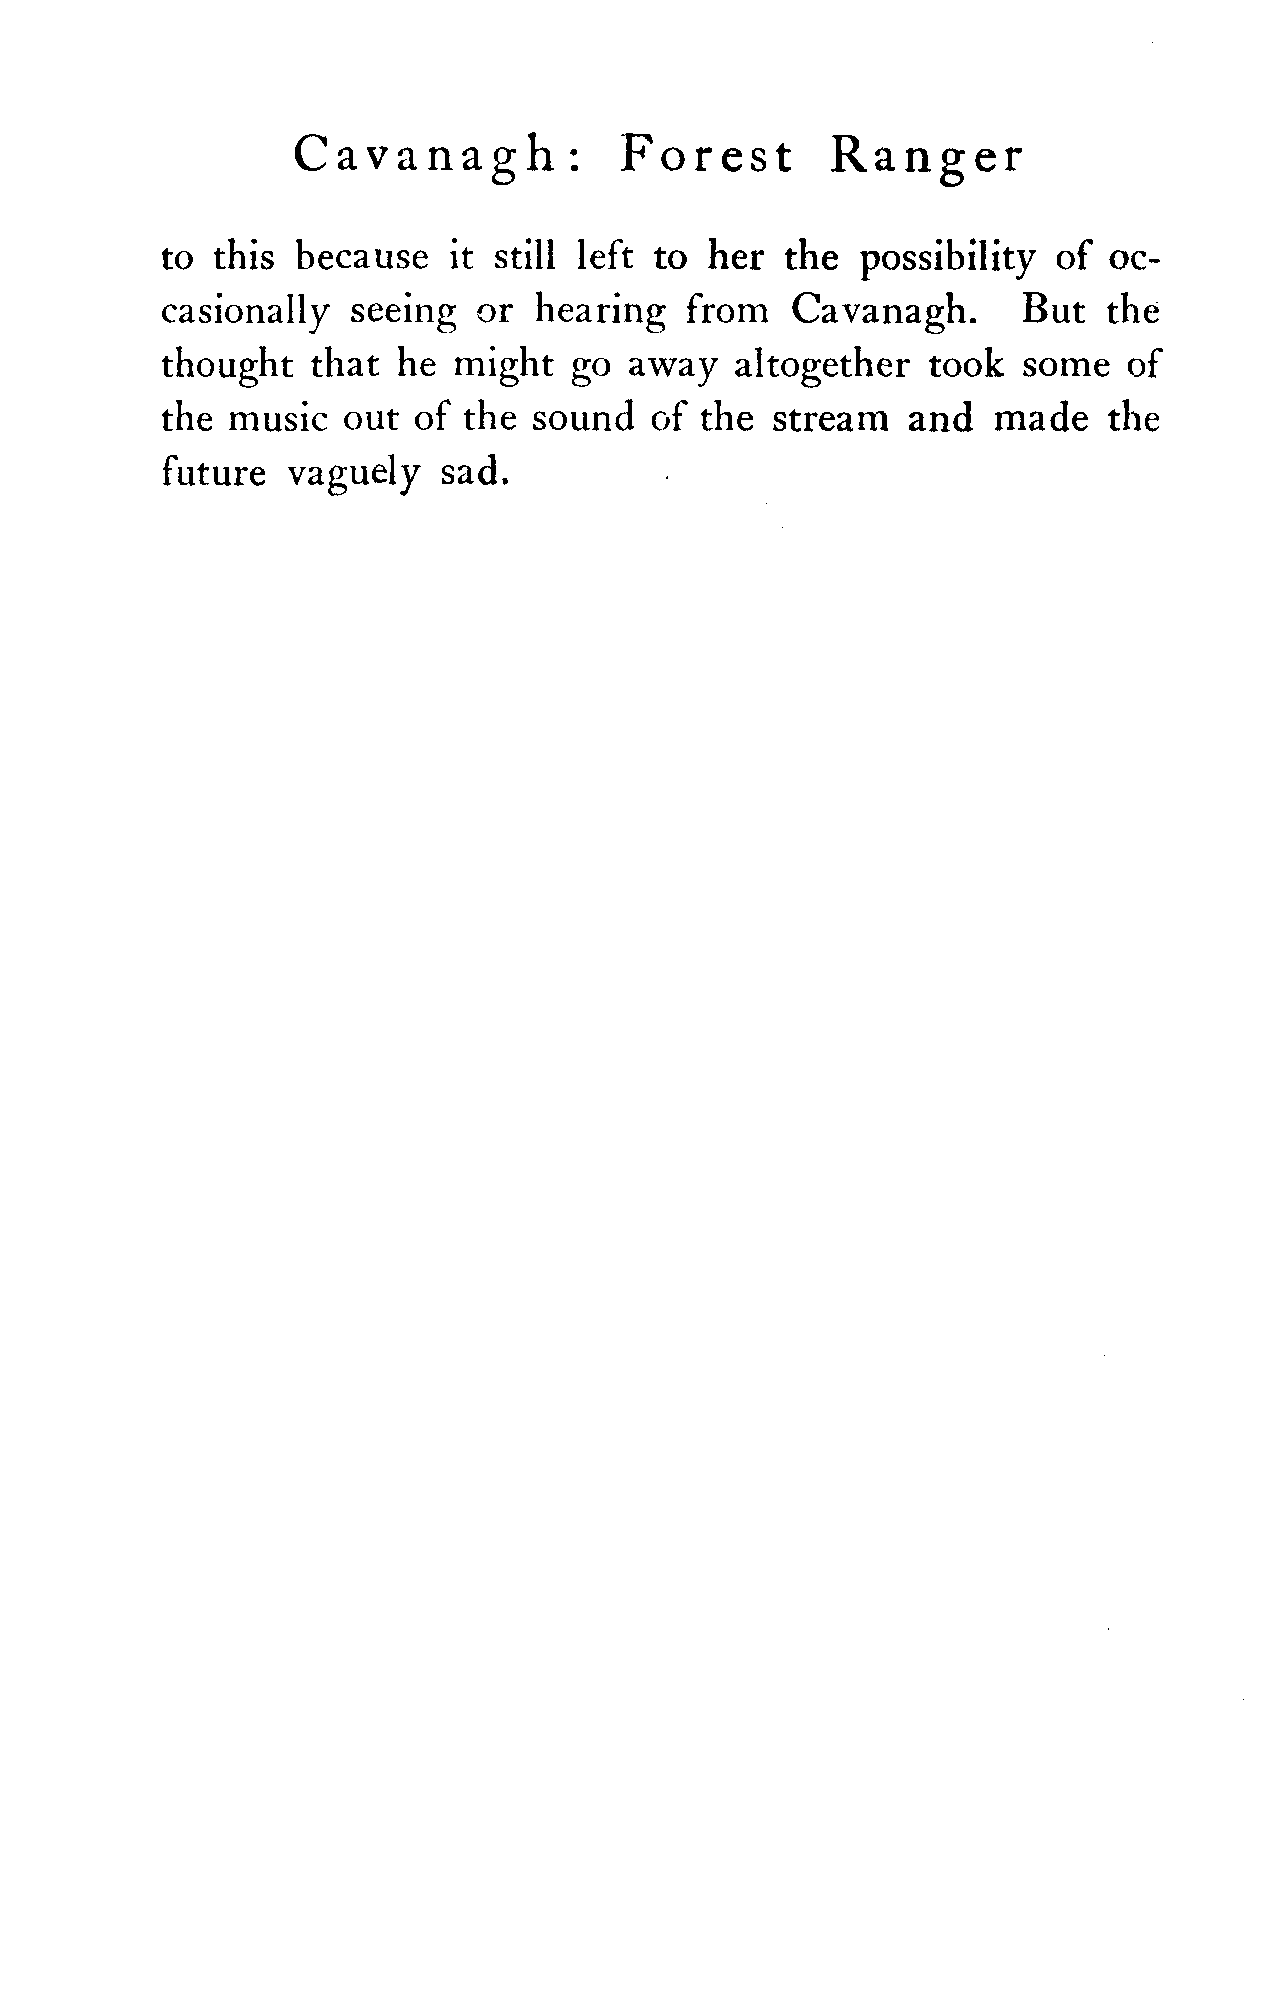 Cavanagh: Forest Ranger
to this because it still left to her the possibility of oc-
casionally seeing or hearing from Cavanagh. But the
thought that he might go away altogether took some of
the music out of the sound of the stream and made the
future vaguely sad.